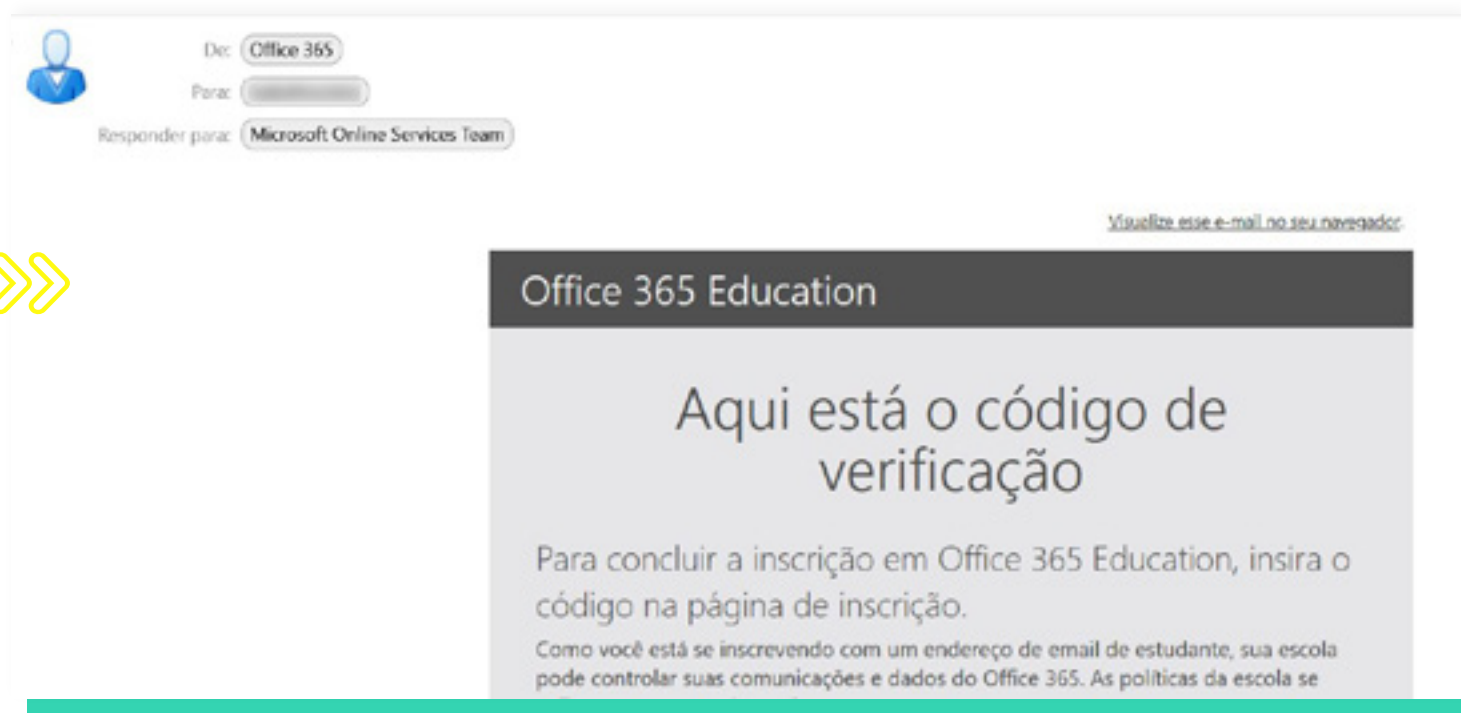 De: Office 365
Para:
Responder para: Microsoft Online Services Team
Visualize esse e-mail no seu navegador.
Office 365 Education
Aqui está o código de
verificação
Para concluir a inscrição em Office 365 Education, insira o
código na página de inscrição.
Como você está se inscrevendo com um endereço de email de estudante, sua escola
pode controlar suas comunicações e dados do Office 365. As políticas da escola se